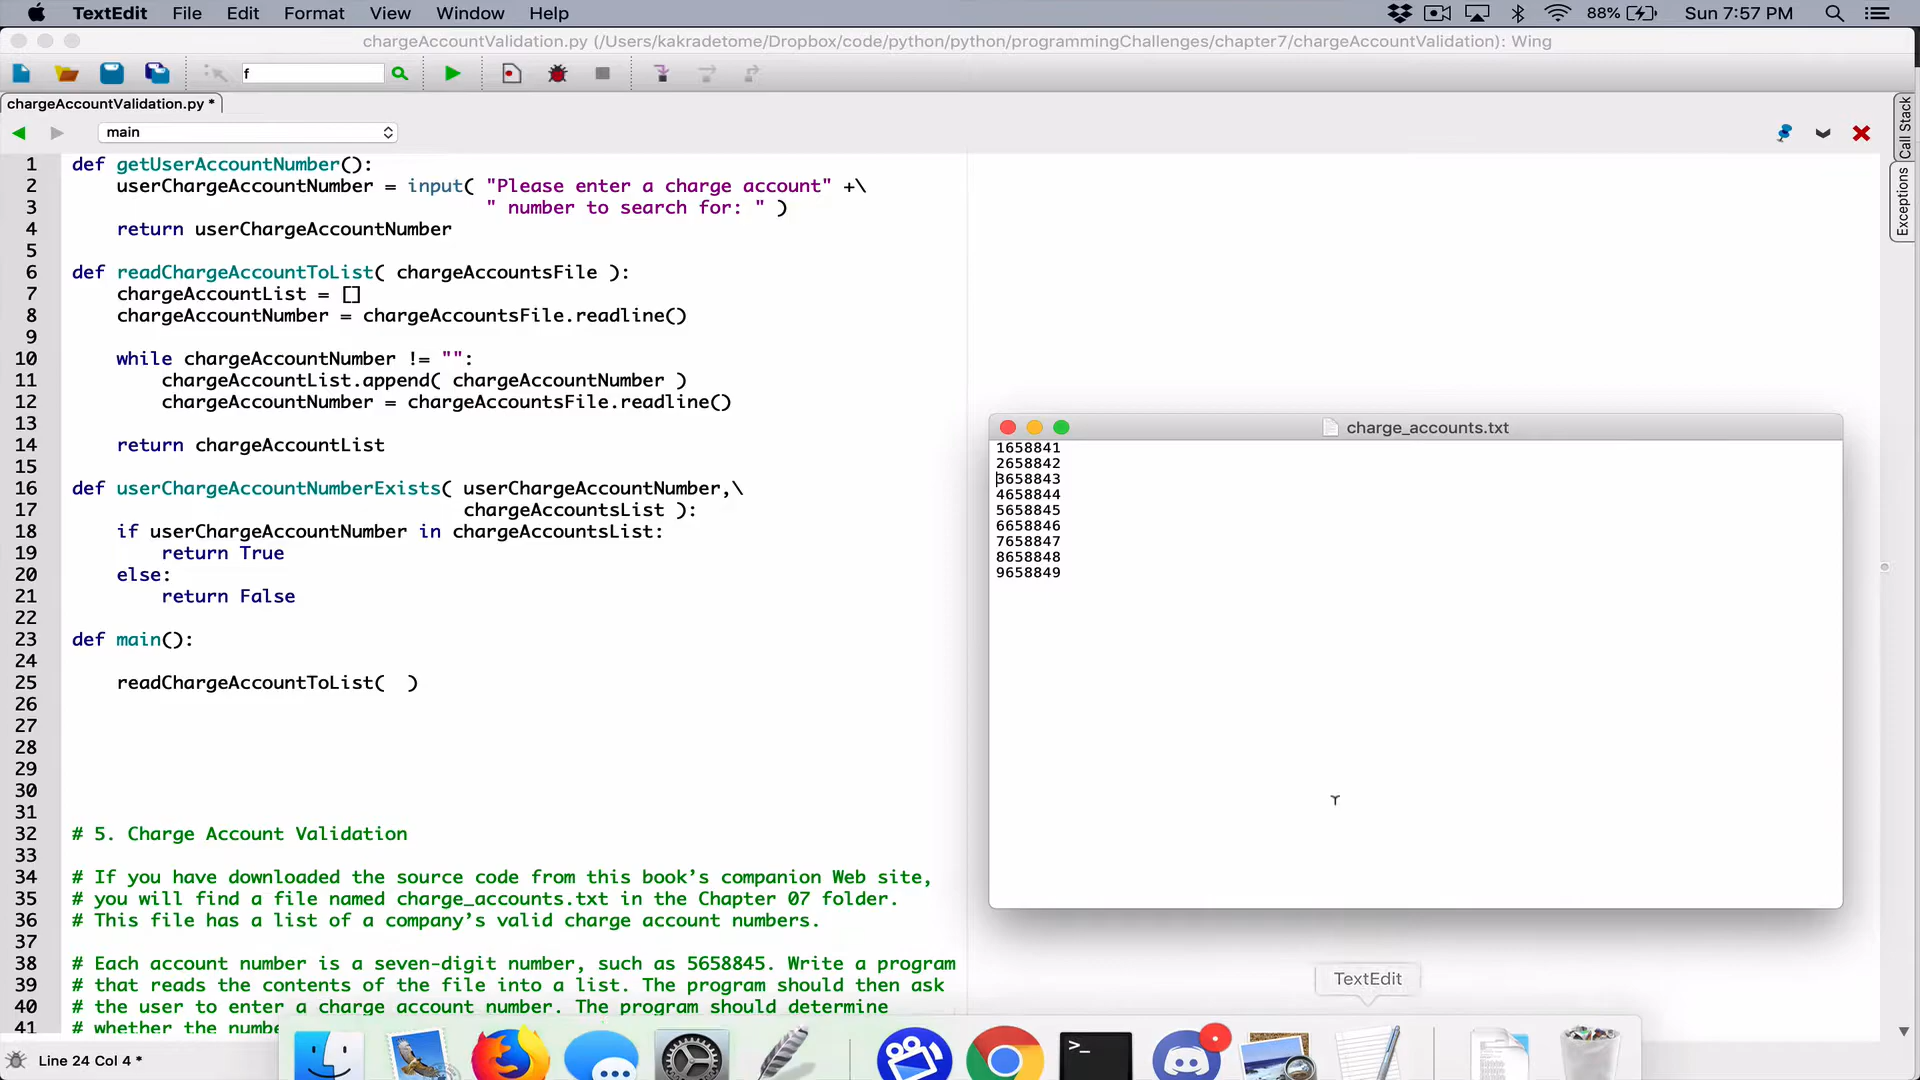 TextEdit File Edit Format View Window Help 88% Sun 7:57 PM
chargeAccountValidation.py (/Users/kakradetome/Dropbox/code/python/python/programmingChallenges/chapter7/chargeAccountValidation): Wing
f
chargeAccountValidation.py *
main
1 def getUserAccountNumber():
2 userChargeAccountNumber = input( "Please enter a charge account" +\
3 " number to search for: " )
4 return userChargeAccountNumber
5
6 def readChargeAccountToList( chargeAccountsFile ):
7 chargeAccountList = []
8 chargeAccountNumber = chargeAccountsFile.readline()
9
10 while chargeAccountNumber != "":
11 chargeAccountList.append( chargeAccountNumber )
12 chargeAccountNumber = chargeAccountsFile.readline()
13
14 return chargeAccountList
15
16 def userChargeAccountNumberExists( userChargeAccountNumber,\
17 chargeAccountsList ):
18 if userChargeAccountNumber in chargeAccountsList:
19 return True
20 else:
21 return False
22
23 def main():
24
25 readChargeAccountToList(  )
26
27
28
29
30
31
32 # 5. Charge Account Validation
33
34 # If you have downloaded the source code from this book’s companion Web site,
35 # you will find a file named charge_accounts.txt in the Chapter 07 folder.
36 # This file has a list of a company’s valid charge account numbers.
37
38 # Each account number is a seven-digit number, such as 5658845. Write a program
39 # that reads the contents of the file into a list. The program should then ask
40 # the user to enter a charge account number. The program should determine
41 # whether the numbe
Line 24 Col 4 *
Call Stack
Exceptions
charge_accounts.txt
1658841
2658842
3658843
4658844
5658845
6658846
7658847
8658848
9658849
TextEdit
>_